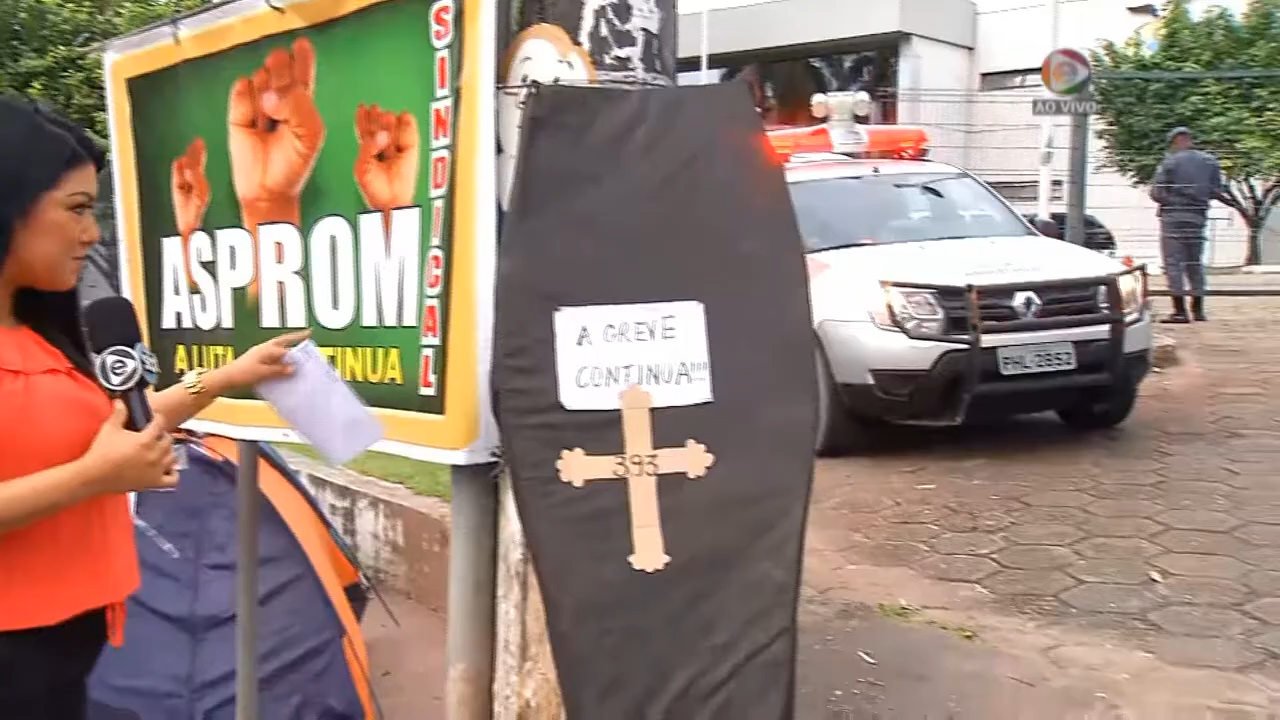 SINDICAL
ASPROM
A LUTA CONTINUA
A GREVE
CONTINUA!!!
393
AO VIVO